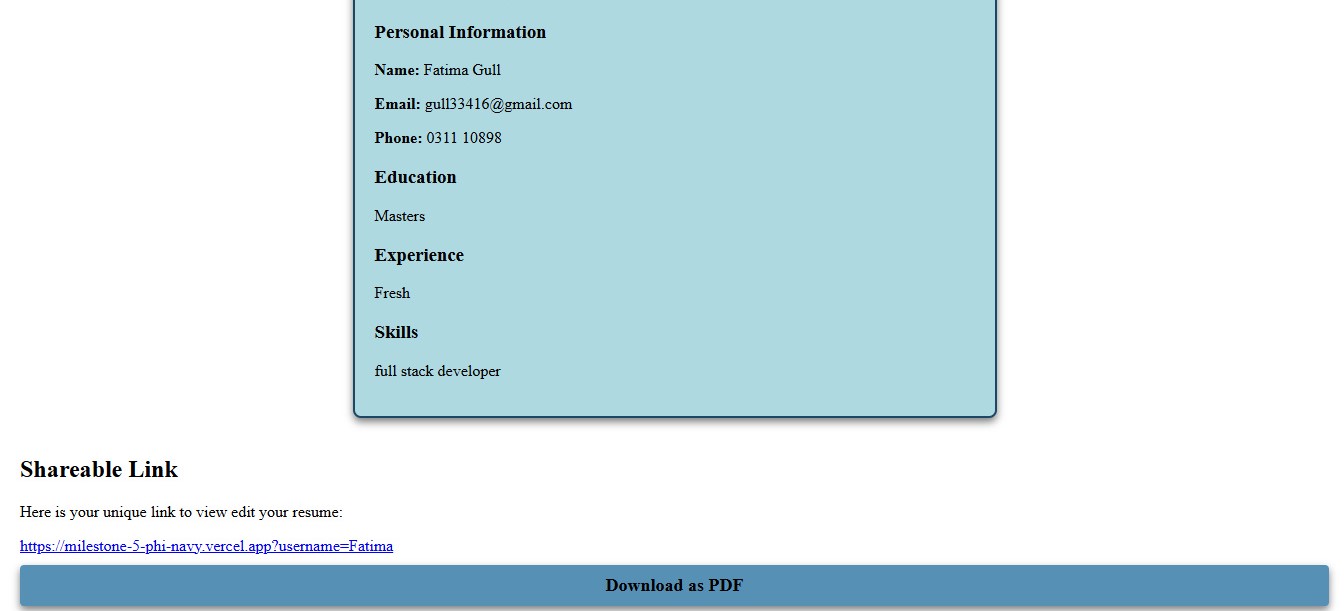 Personal Information
Name: Fatima Gull
Email: gull33416@gmail.com
Phone: 0311 10898
Education
Masters
Experience
Fresh
Skills
full stack developer
Shareable Link
Here is your unique link to view edit your resume:
https://milestone-5-phi-navy.vercel.app?username=Fatima
Download as PDF